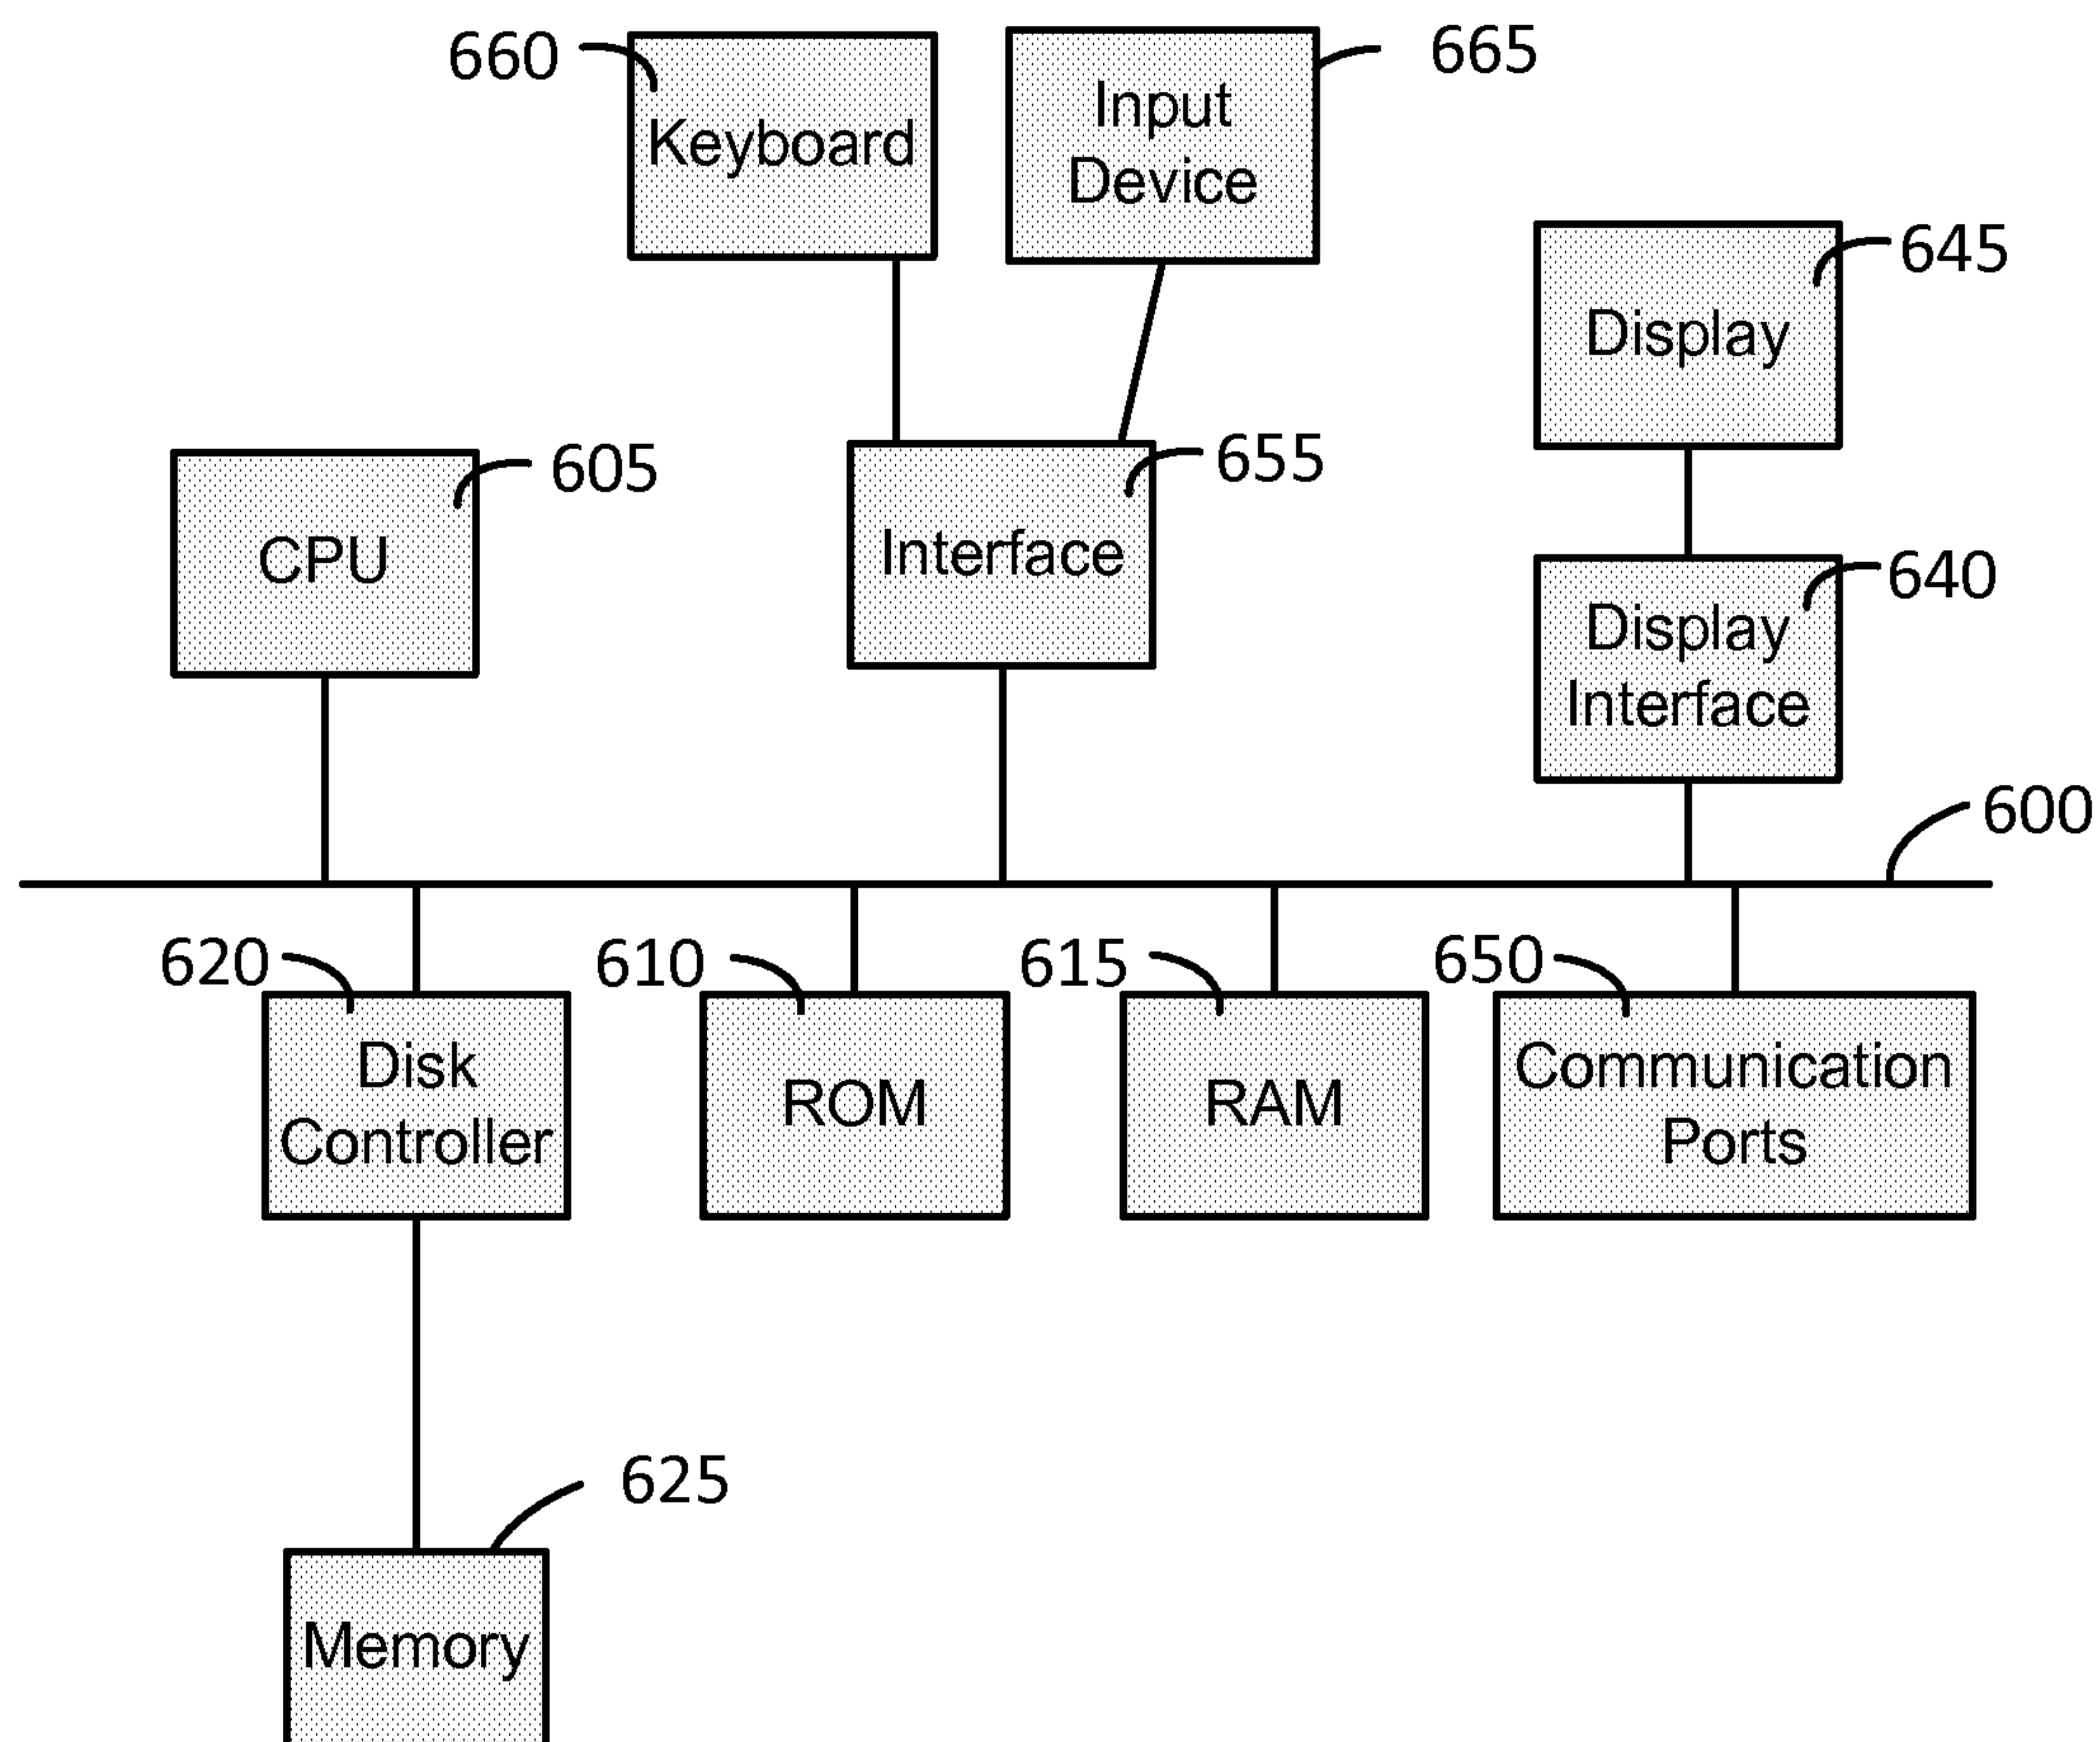 660
Keyboard
Input
Device
665
645
Display
605
CPU
655
Interface
640
Display
Interface
600
620
Disk
Controller
610
ROM
615
RAM
650
Communication
Ports
625
Memory